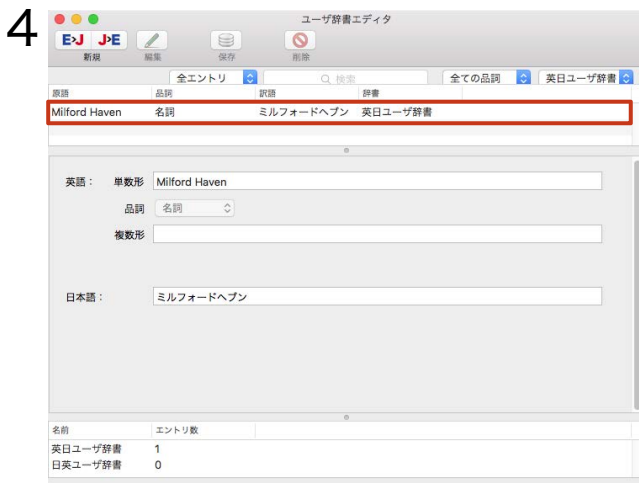 4
ユーザ辞書エディタ
E›J J›E
新規 編集 保存 削除
全エントリ 検索 全ての品詞 英日ユーザ辞書
原語 品詞 訳語 辞書
Milford Haven 名詞 ミルフォードヘブン 英日ユーザ辞書
英語： 単数形 Milford Haven
品詞 名詞
複数形
日本語： ミルフォードヘブン
名前 エントリ数
英日ユーザ辞書 1
日英ユーザ辞書 0